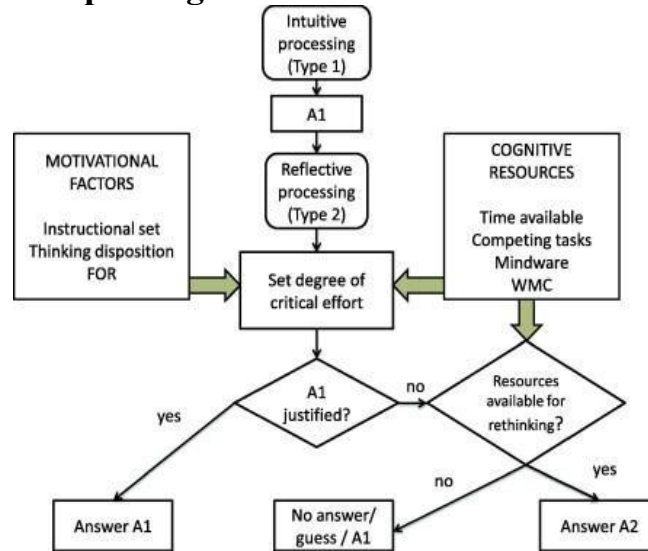 Intuitive
processing
(Type 1)
A1
MOTIVATIONAL
FACTORS
Instructional set
Thinking disposition
FOR
Reflective
processing
(Type 2)
COGNITIVE
RESOURCES
Time available
Competing tasks
Mindware
WMC
Set degree of
critical effort
A1
justified?
yes
no
Resources
available for
rethinking?
no
yes
Answer A1
No answer/
guess / A1
Answer A2